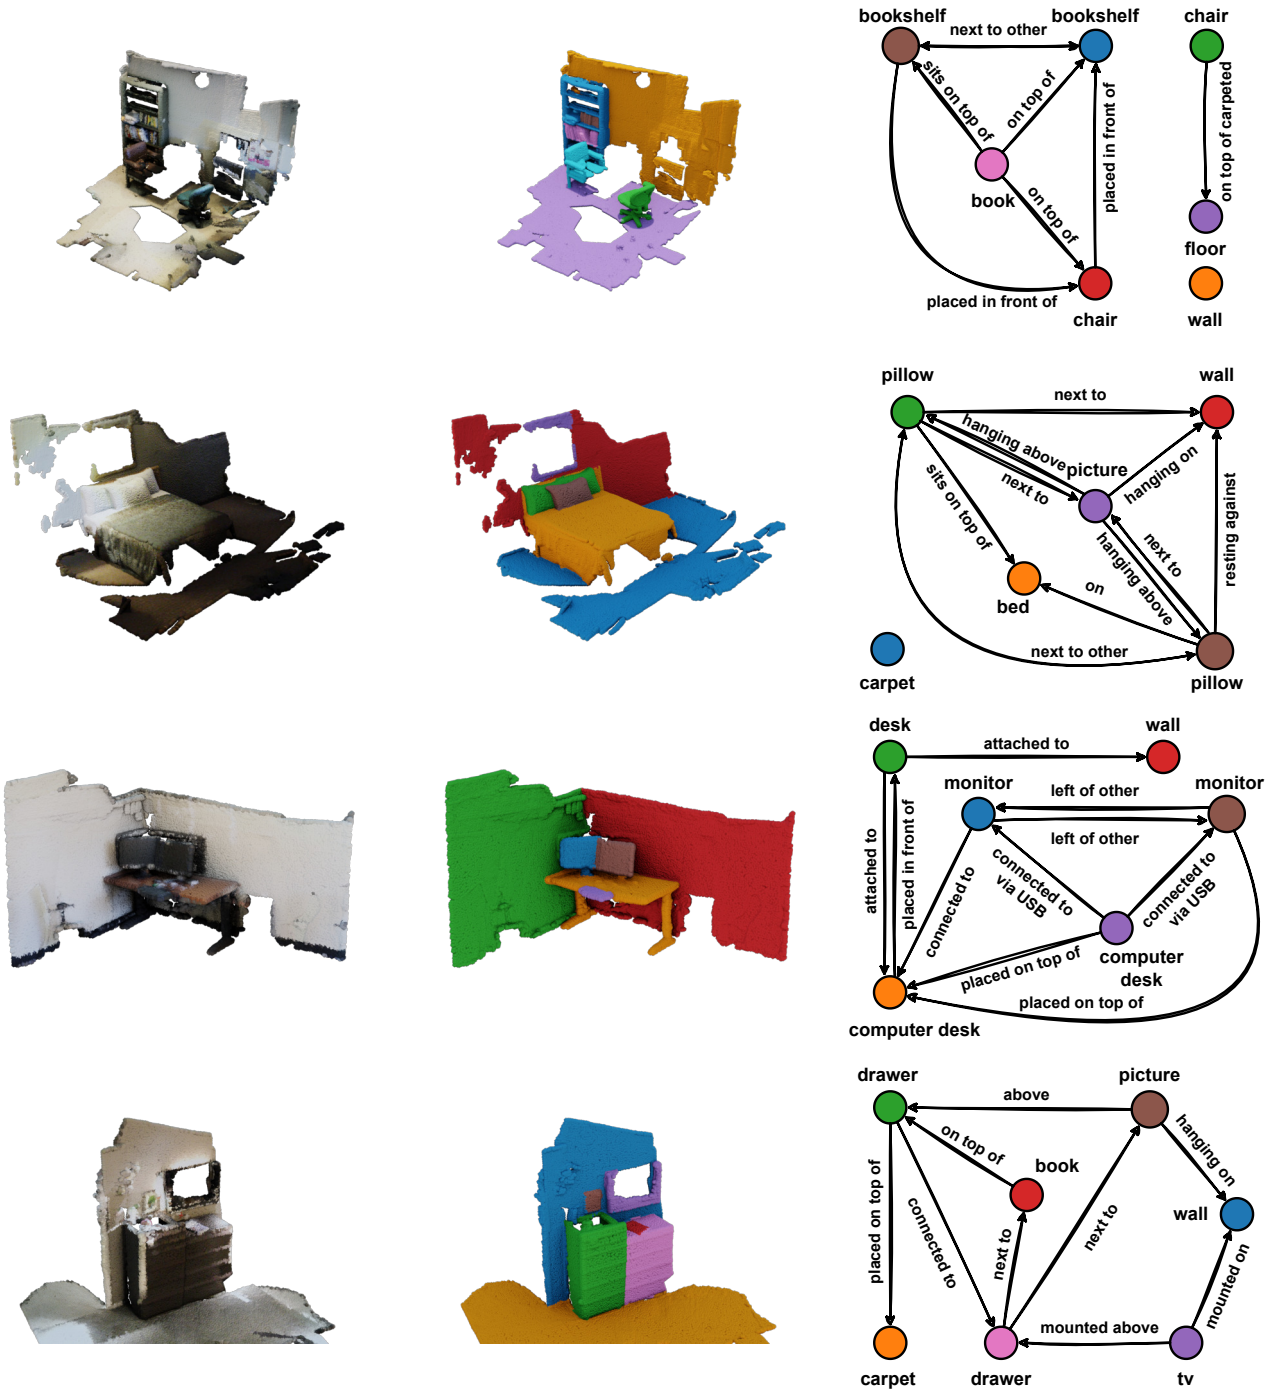 bookshelf
bookshelf
chair
next to other
sits on top of
on top of
placed in front of
on top of carpeted
book
on top of
floor
placed in front of
chair
wall
pillow
wall
next to
hanging above
picture
hanging on
next to
sits on top of
next to
hanging above
resting against
on
bed
next to other
carpet
pillow
desk
wall
attached to
monitor
monitor
left of other
left of other
attached to
placed in front of
connected to
connected to
via USB
connected to
via USB
placed on top of
computer
desk
placed on top of
computer desk
drawer
picture
above
on top of
hanging on
book
placed on top of
connected to
next to
next to
wall
mounted on
mounted above
carpet
drawer
tv